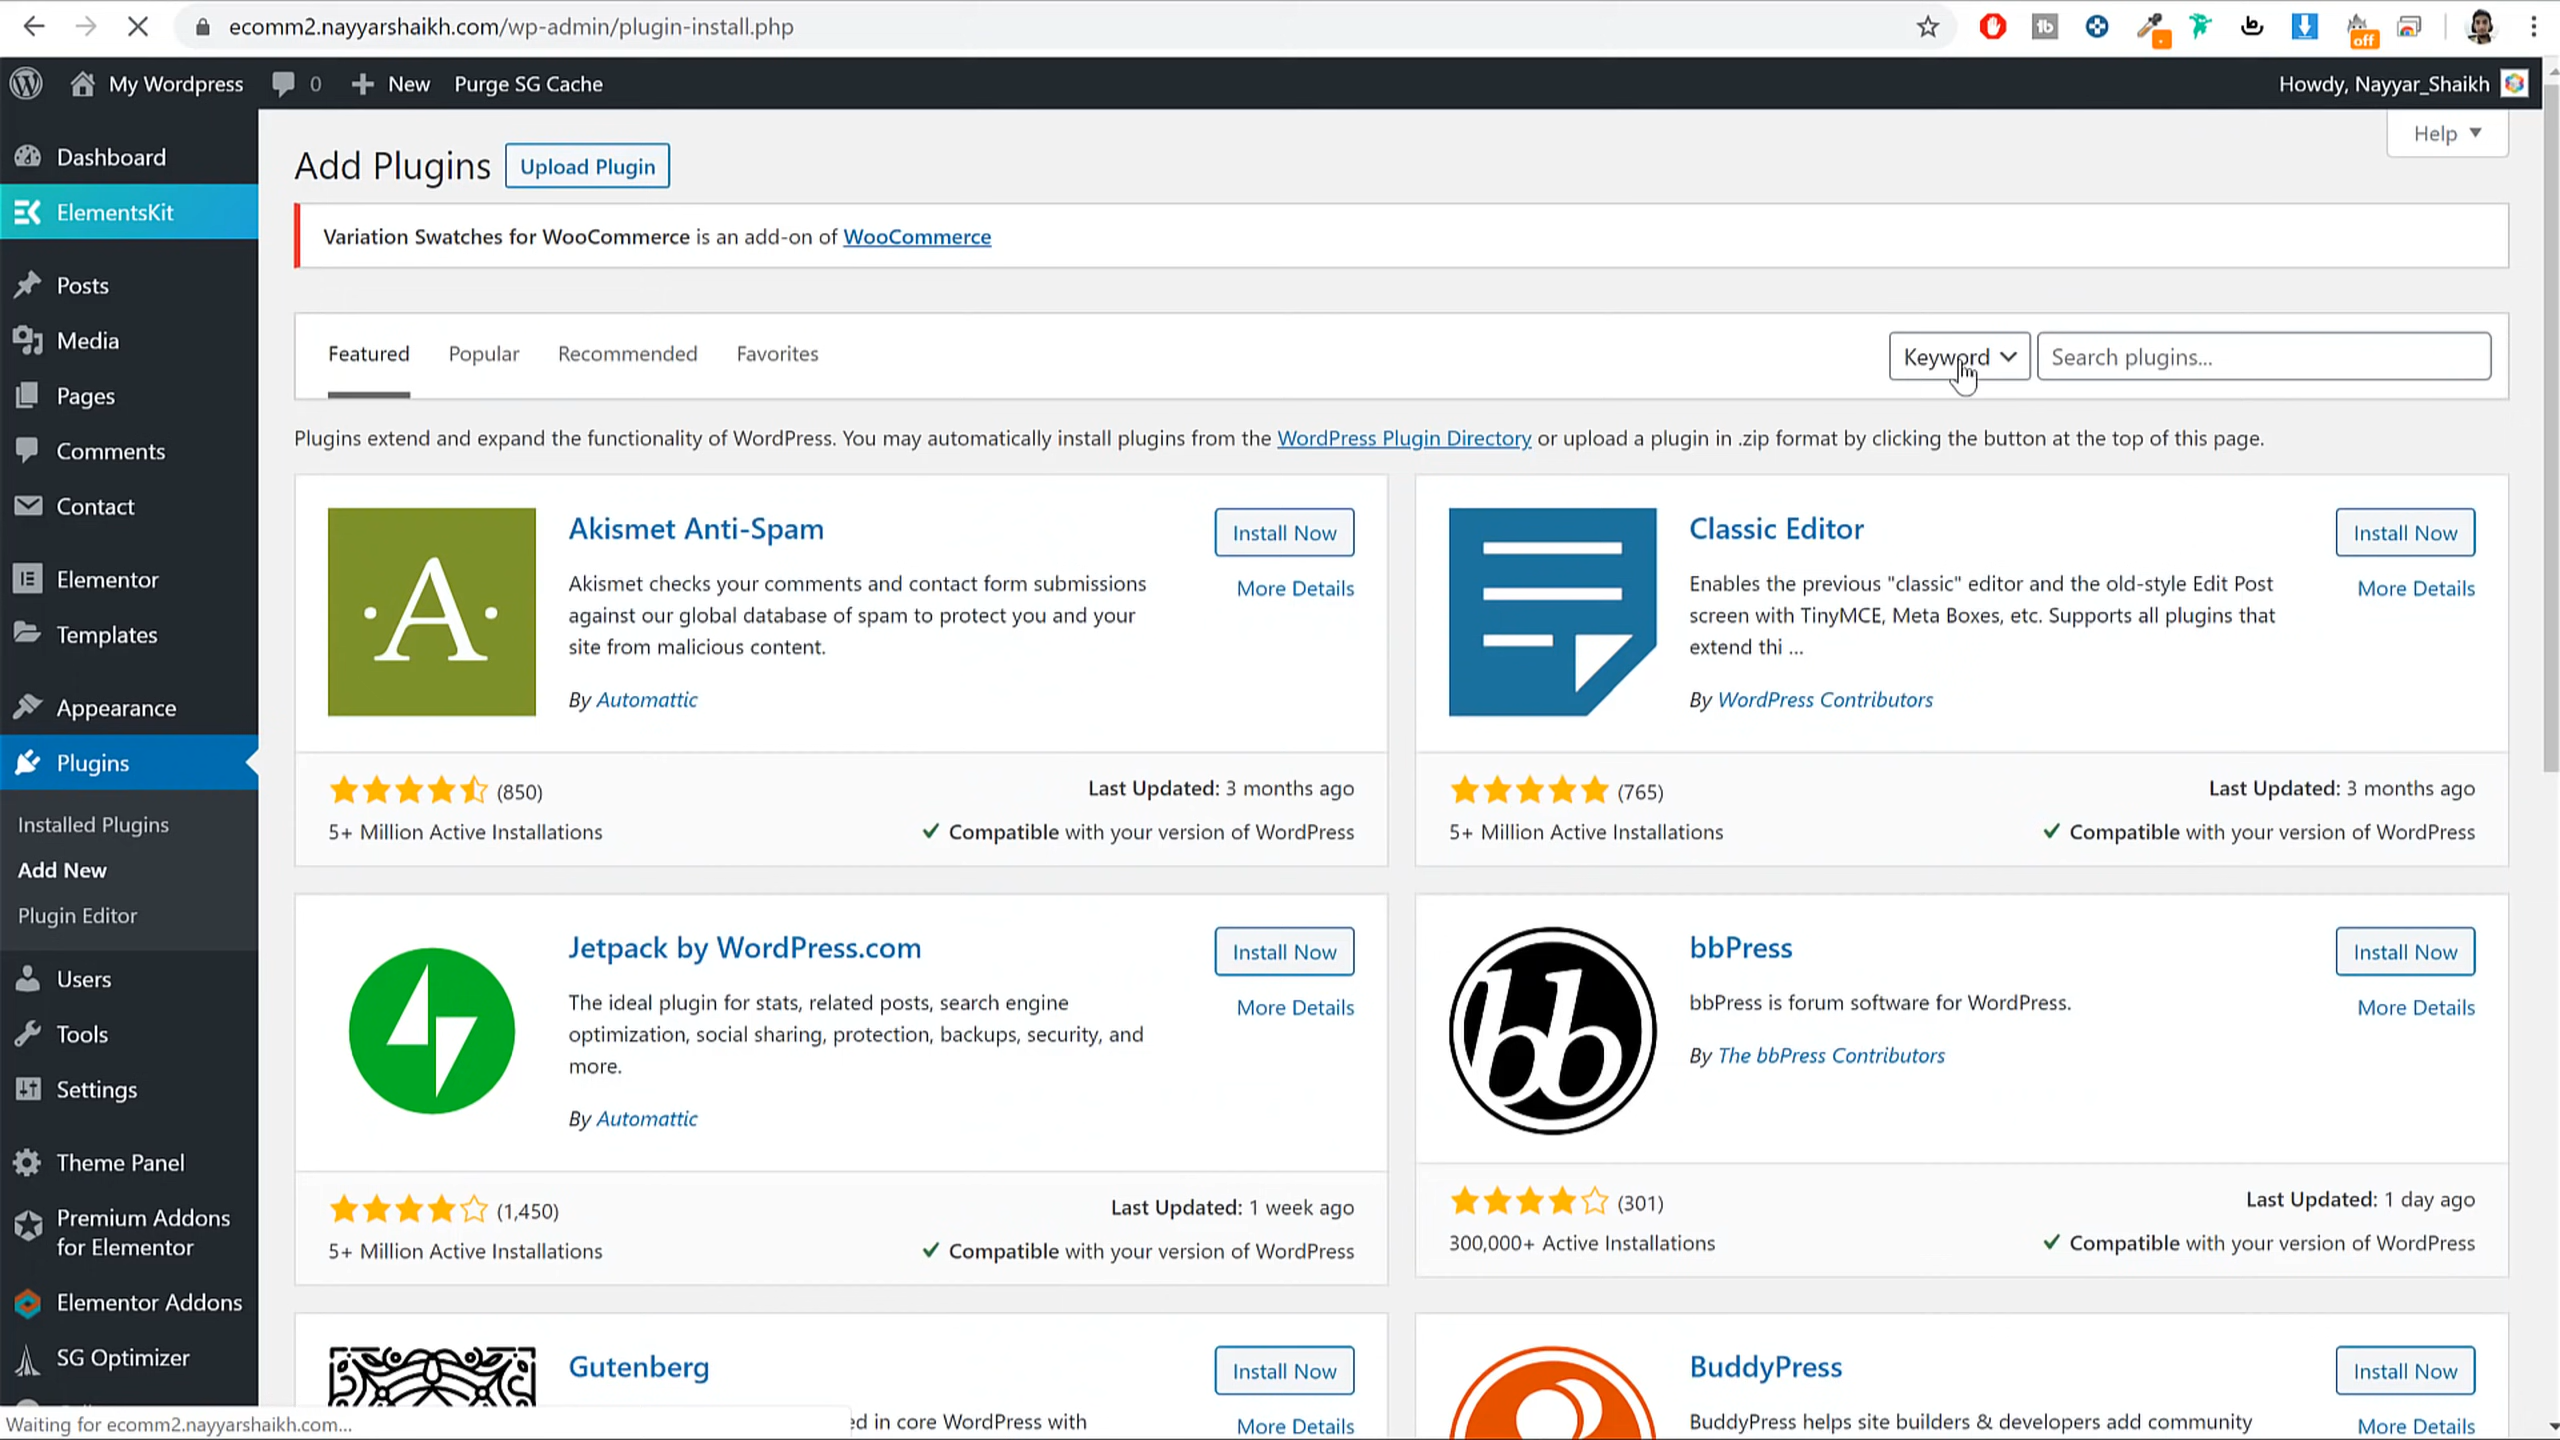 ecomm2.nayyarshaikh.com/wp-admin/plugin-install.php
off
My Wordpress
0
New
Purge SG Cache
Howdy, Nayyar_Shaikh
Dashboard
ElementsKit
Posts
Media
Pages
Comments
Contact
Elementor
Templates
Appearance
Plugins
Installed Plugins
Add New
Plugin Editor
Users
Tools
Settings
Theme Panel
Premium Addons
for Elementor
Elementor Addons
SG Optimizer
Waiting for ecomm2.nayyarshaikh.com...
Help
Add Plugins
Upload Plugin
Variation Swatches for WooCommerce is an add-on of WooCommerce
Featured
Popular
Recommended
Favorites
Keyword
Search plugins...
Plugins extend and expand the functionality of WordPress. You may automatically install plugins from the WordPress Plugin Directory or upload a plugin in .zip format by clicking the button at the top of this page.
A
Akismet Anti-Spam
Install Now
More Details
Akismet checks your comments and contact form submissions
against our global database of spam to protect you and your
site from malicious content.
By Automattic
(850)
5+ Million Active Installations
Last Updated: 3 months ago
Compatible with your version of WordPress
Classic Editor
Install Now
More Details
Enables the previous "classic" editor and the old-style Edit Post
screen with TinyMCE, Meta Boxes, etc. Supports all plugins that
extend thi ...
By WordPress Contributors
(765)
5+ Million Active Installations
Last Updated: 3 months ago
Compatible with your version of WordPress
Jetpack by WordPress.com
Install Now
More Details
The ideal plugin for stats, related posts, search engine
optimization, social sharing, protection, backups, security, and
more.
By Automattic
(1,450)
5+ Million Active Installations
Last Updated: 1 week ago
Compatible with your version of WordPress
bb
bbPress
Install Now
More Details
bbPress is forum software for WordPress.
By The bbPress Contributors
(301)
300,000+ Active Installations
Last Updated: 1 day ago
Compatible with your version of WordPress
Gutenberg
Install Now
More Details
ed in core WordPress with
BuddyPress
Install Now
More Details
BuddyPress helps site builders & developers add community